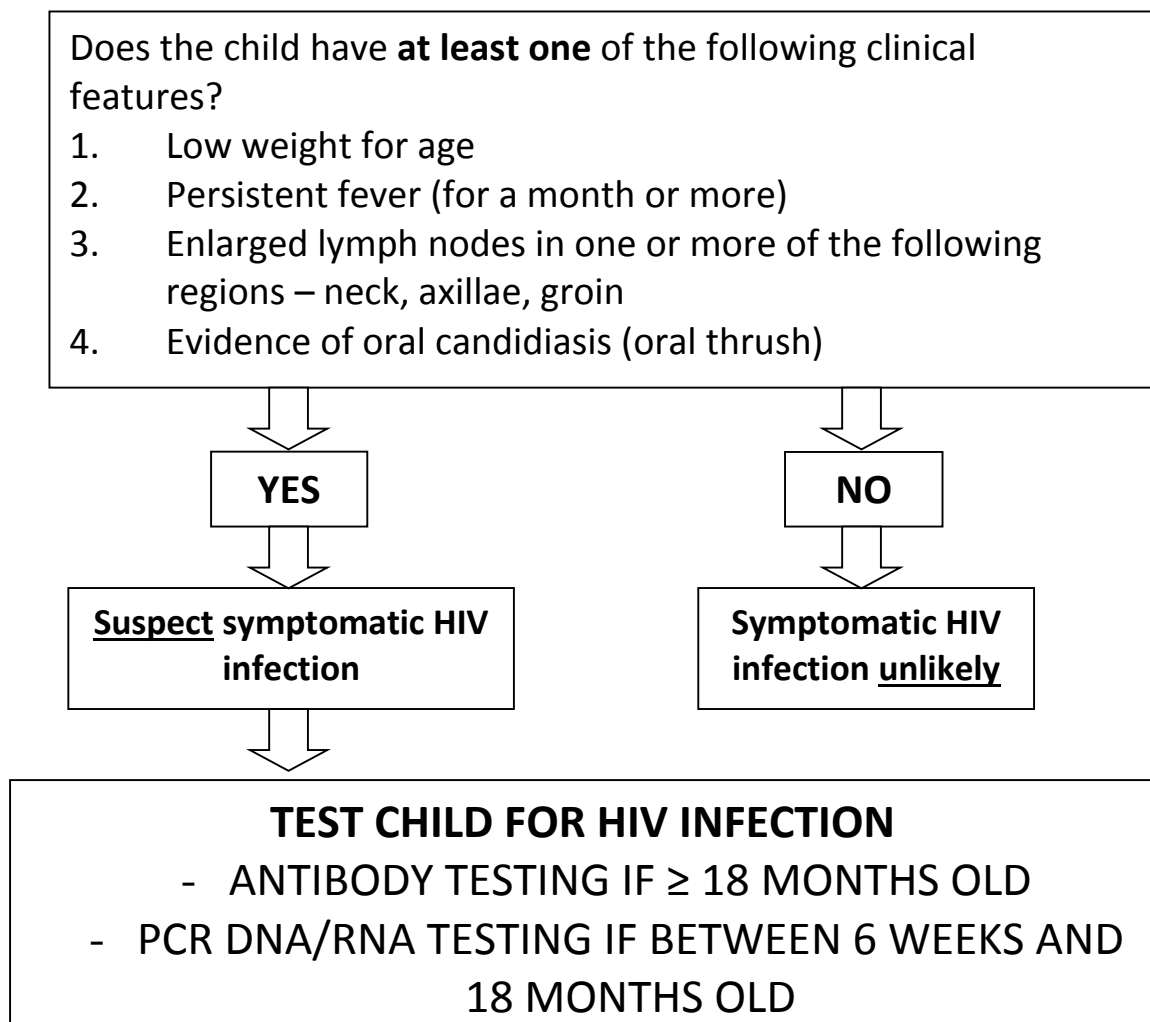 Does the child have at least one of the following clinical
features?
1. Low weight for age
2. Persistent fever (for a month or more)
3. Enlarged lymph nodes in one or more of the following
regions – neck, axillae, groin
4. Evidence of oral candidiasis (oral thrush)
YES
NO
Suspect symptomatic HIV
infection
Symptomatic HIV
infection unlikely
TEST CHILD FOR HIV INFECTION
- ANTIBODY TESTING IF ≥ 18 MONTHS OLD
- PCR DNA/RNA TESTING IF BETWEEN 6 WEEKS AND
18 MONTHS OLD